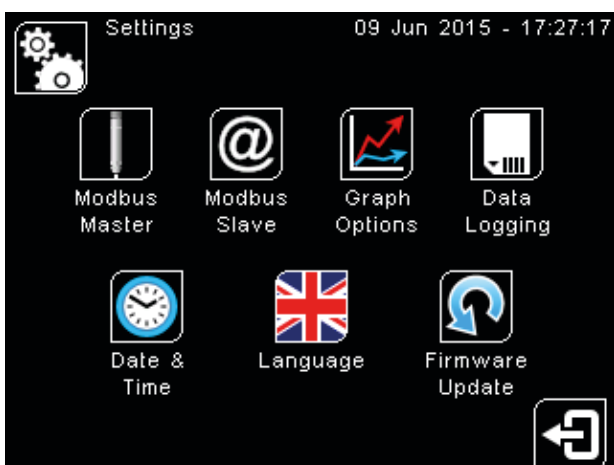 Settings
09 Jun 2015 - 17:27:17
Modbus
Master
@
Modbus
Slave
Graph
Options
Data
Logging
Date &
Time
Language
Firmware
Update